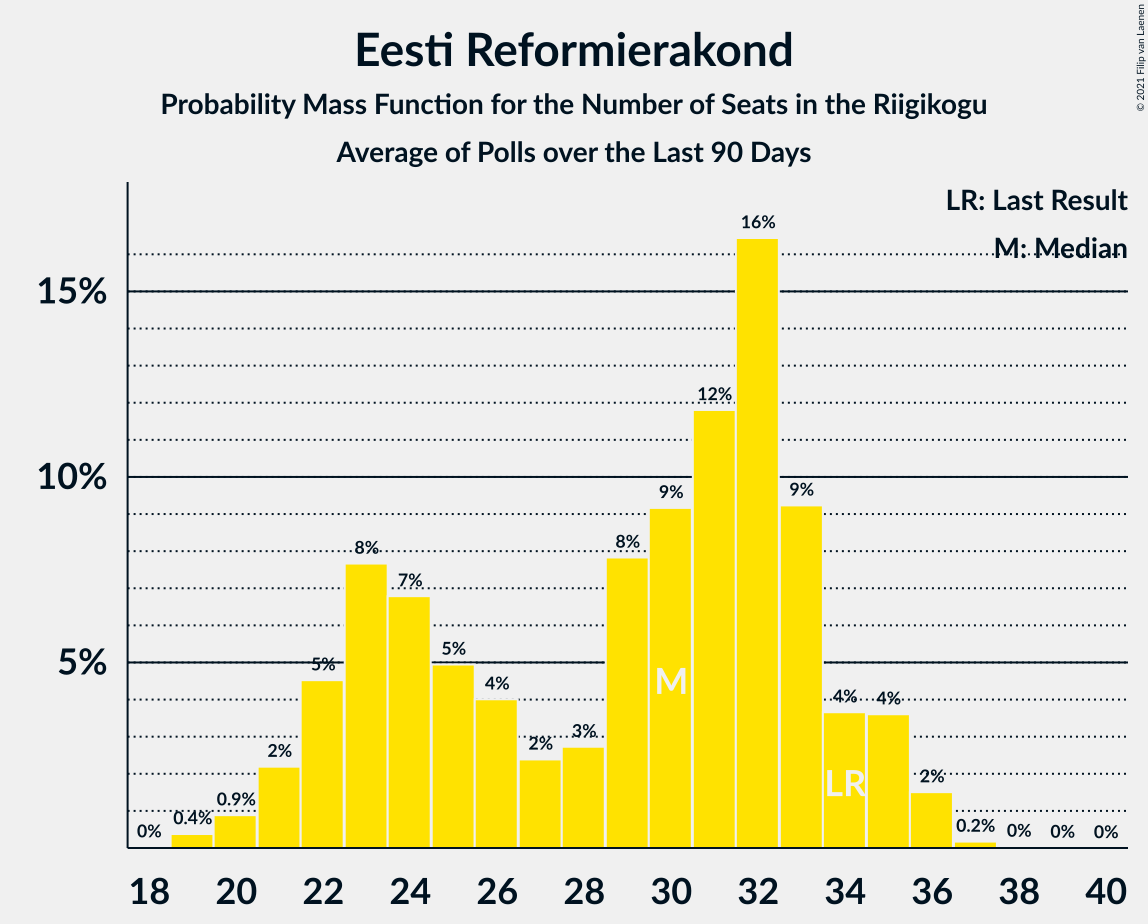 Eesti Reformierakond
Probability Mass Function for the Number of Seats in the Riigikogu
Average of Polls over the Last 90 Days
© 2021 Filip van Laenen
LR: Last Result
M: Median
15%
10%
5%
0%
0.4%
0.9%
2%
5%
8%
7%
5%
4%
2%
3%
8%
9%
12%
16%
9%
4%
4%
2%
0.2%
0%
0%
0%
M
LR
18 20 22 24 26 28 30 32 34 36 38 40